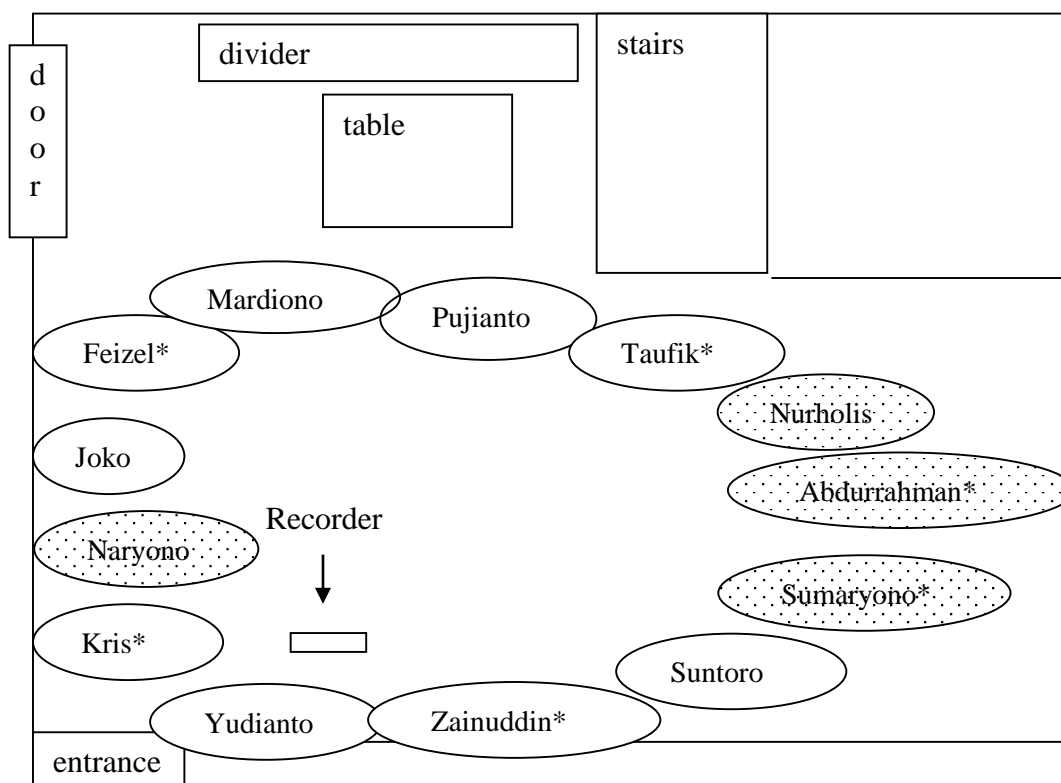 divider
stairs
d
o
o
r
table
Mardiono
Pujianto
Feizel*
Taufik*
Nurholis
Joko
Abdurrahman*
Recorder
Naryono
Sumaryono*
Kris*
Suntoro
Yudianto
Zainuddin*
entrance